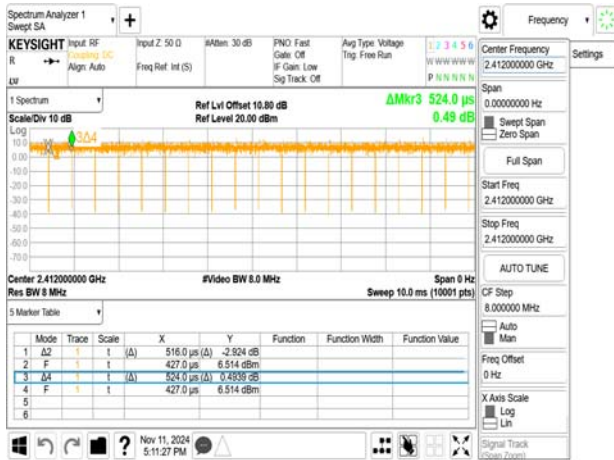 Spectrum Analyzer 1
Swept SA
+
Frequency
KEYSIGHT
R
Input: RF
Coupling: DC
Align: Auto
Input Z: 50 Ω
Freq Ref: Int (S)
#Atten: 30 dB
PNO: Fast
Gate: Off
IF Gain: Low
Sig Track: Off
Avg Type: Voltage
Trig: Free Run
1 2 3 4 5 6
W W W W W W
P N N N N N
1 Spectrum
Scale/Div 10 dB
Ref Lvl Offset 10.80 dB
Ref Level 20.00 dBm
ΔMkr3 524.0 µs
0.49 dB
Log
10.0
0.00
-10.0
-20.0
-30.0
-40.0
-50.0
-60.0
-70.0
3Δ4
Center 2.412000000 GHz
Res BW 8 MHz
#Video BW 8.0 MHz
Span 0 Hz
Sweep 10.0 ms (10001 pts)
5 Marker Table
Mode Trace Scale X Y Function Function Width Function Value
1 Δ2 1 t (Δ) 516.0 µs (Δ) -2.924 dB
2 F 1 t 427.0 µs 6.514 dBm
3 Δ4 1 t (Δ) 524.0 µs (Δ) 0.4939 dB
4 F 1 t 427.0 µs 6.514 dBm
5
6
?
Nov 11, 2024
5:11:27 PM
Center Frequency
2.412000000 GHz
Settings
Span
0.00000000 Hz
Swept Span
Zero Span
Full Span
Start Freq
2.412000000 GHz
Stop Freq
2.412000000 GHz
AUTO TUNE
CF Step
8.000000 MHz
Auto
Man
Freq Offset
0 Hz
X Axis Scale
Log
Lin
Signal Track
(Span Zoom)